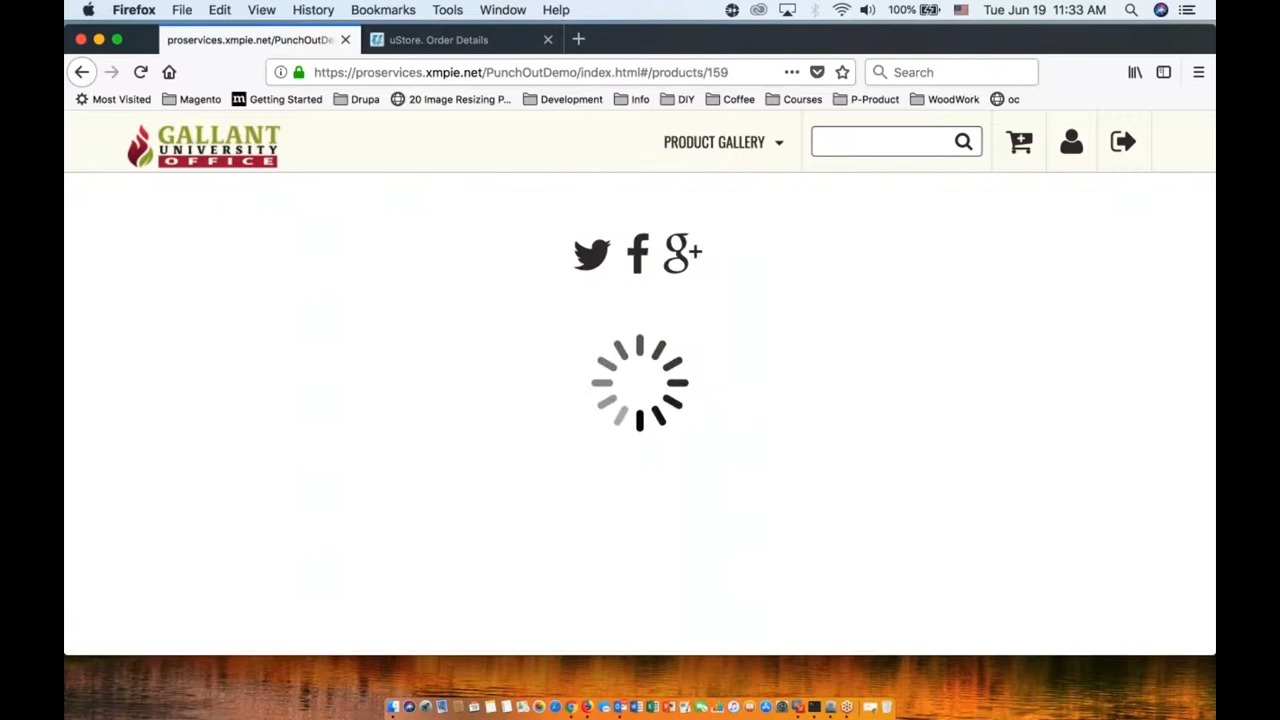 Firefox File Edit View History Bookmarks Tools Window Help 100% Tue Jun 19 11:33 AM
proservices.xmpie.net/PunchOutDe uStore. Order Details
https://proservices.xmpie.net/PunchOutDemo/index.html#/products/159 Search
Most Visited Magento Getting Started Drupa 20 Image Resizing P... Development Info DIY Coffee Courses P-Product WoodWork oc
GALLANT
UNIVERSITY
OFFICE
PRODUCT GALLERY